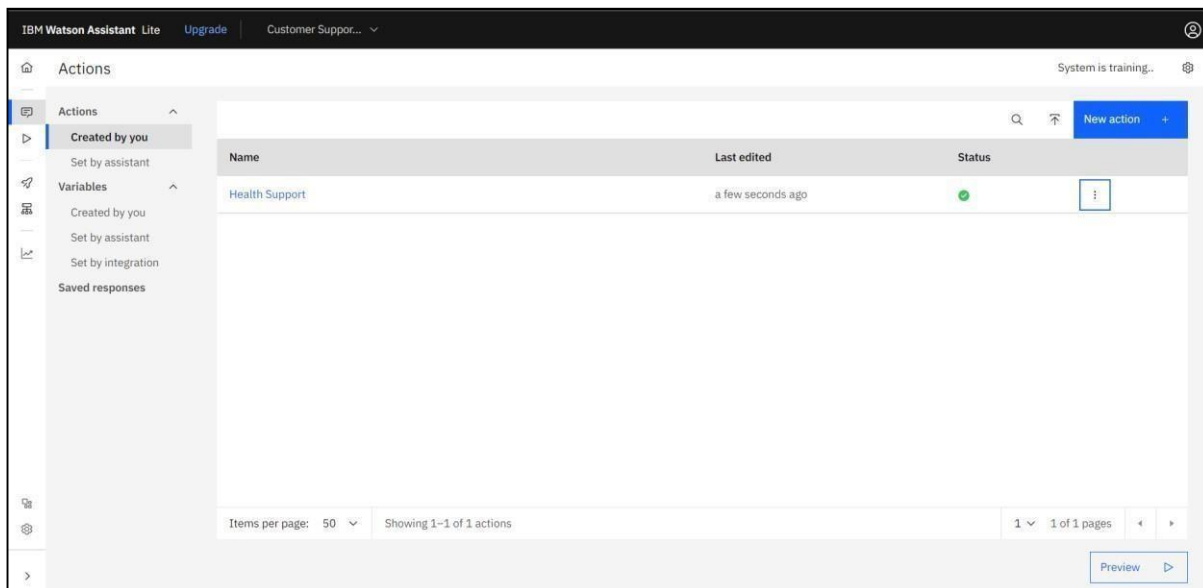 IBM Watson Assistant Lite Upgrade Customer Suppor...
Actions System is training..
Actions
Created by you
Set by assistant
Variables
Created by you
Set by assistant
Set by integration
Saved responses
New action +
Name Last edited Status
Health Support a few seconds ago
Items per page: 50 Showing 1–1 of 1 actions 1 1 of 1 pages
Preview